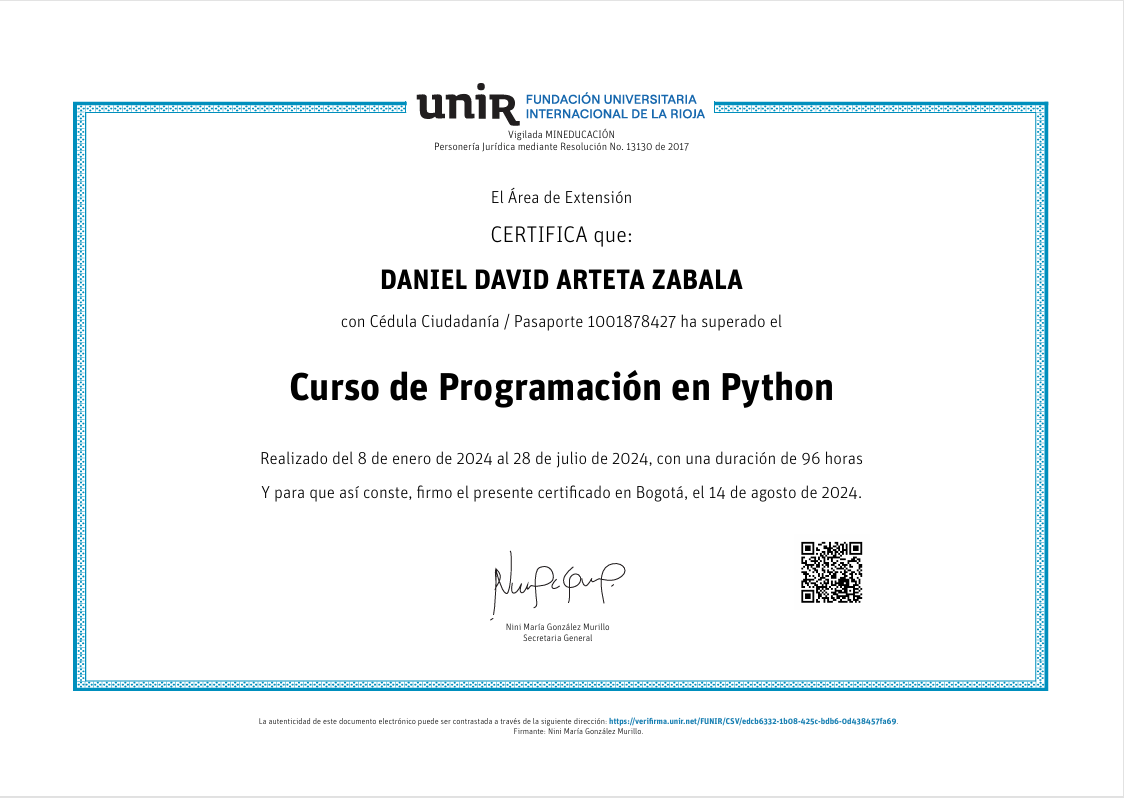 unir FUNDACIÓN UNIVERSITARIA
INTERNACIONAL DE LA RIOJA
Vigilada MINEDUCACIÓN
Personería Jurídica mediante Resolución No. 13130 de 2017
El Área de Extensión
CERTIFICA que:
DANIEL DAVID ARTETA ZABALA
con Cédula Ciudadanía / Pasaporte 1001878427 ha superado el
Curso de Programación en Python
Realizado del 8 de enero de 2024 al 28 de julio de 2024, con una duración de 96 horas
Y para que así conste, firmo el presente certificado en Bogotá, el 14 de agosto de 2024.
Nini María González Murillo
Secretaria General
La autenticidad de este documento electrónico puede ser contrastada a través de la siguiente dirección: https://verifirma.unir.net/FUNIR/CSV/edcb6332-1b08-425c-bdb6-0d438457fa69.
Firmante: Nini María González Murillo.